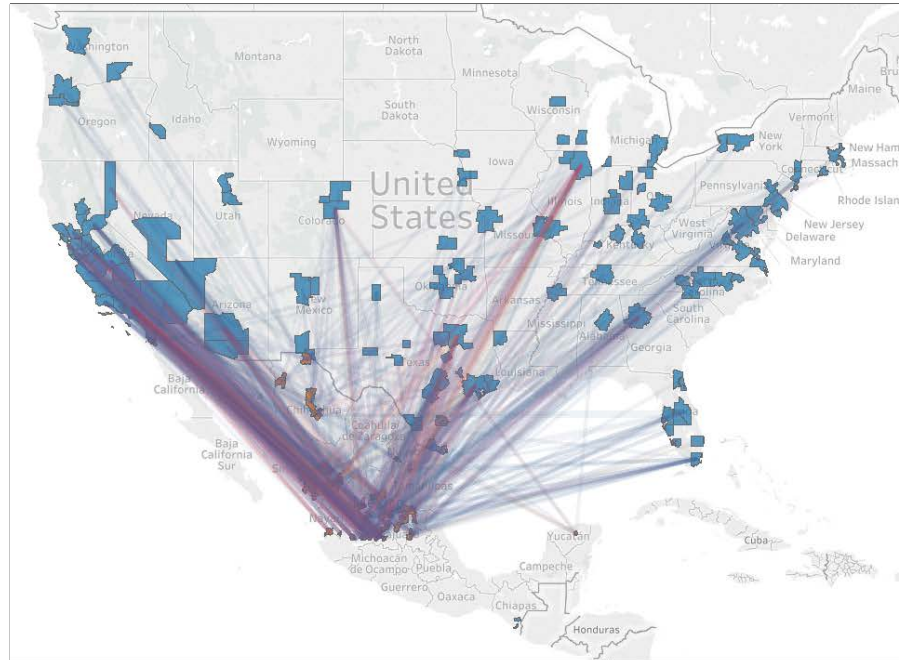 Washington
Montana
North
Dakota
Minnesota
Oregon
Idaho
South
Dakota
Wisconsin
Michigan
Maine
Vermont
New
York
New Ham
Massach
Wyoming
Iowa
Nevada
Utah
United
States
Colorado
Illinois
Pennsylvania
Connecticut
Rhode Islan
New Jersey
Delaware
Maryland
West
Virginia
Kentucky
Missou
Arizona
New
Mexico
Oklahoma
Arkansas
Tennessee
South
Carolina
Mississippi
Alabama
Georgia
Texas
Louisiana
Baja
California
Chihuahua
Coahuila
de Zaragoza
Baja
California
Sur
Yucatán
Campeche
Cuba
Michoacán
de Ocampo
Puebla
Guerrero
Oaxaca
Chiapas
Honduras